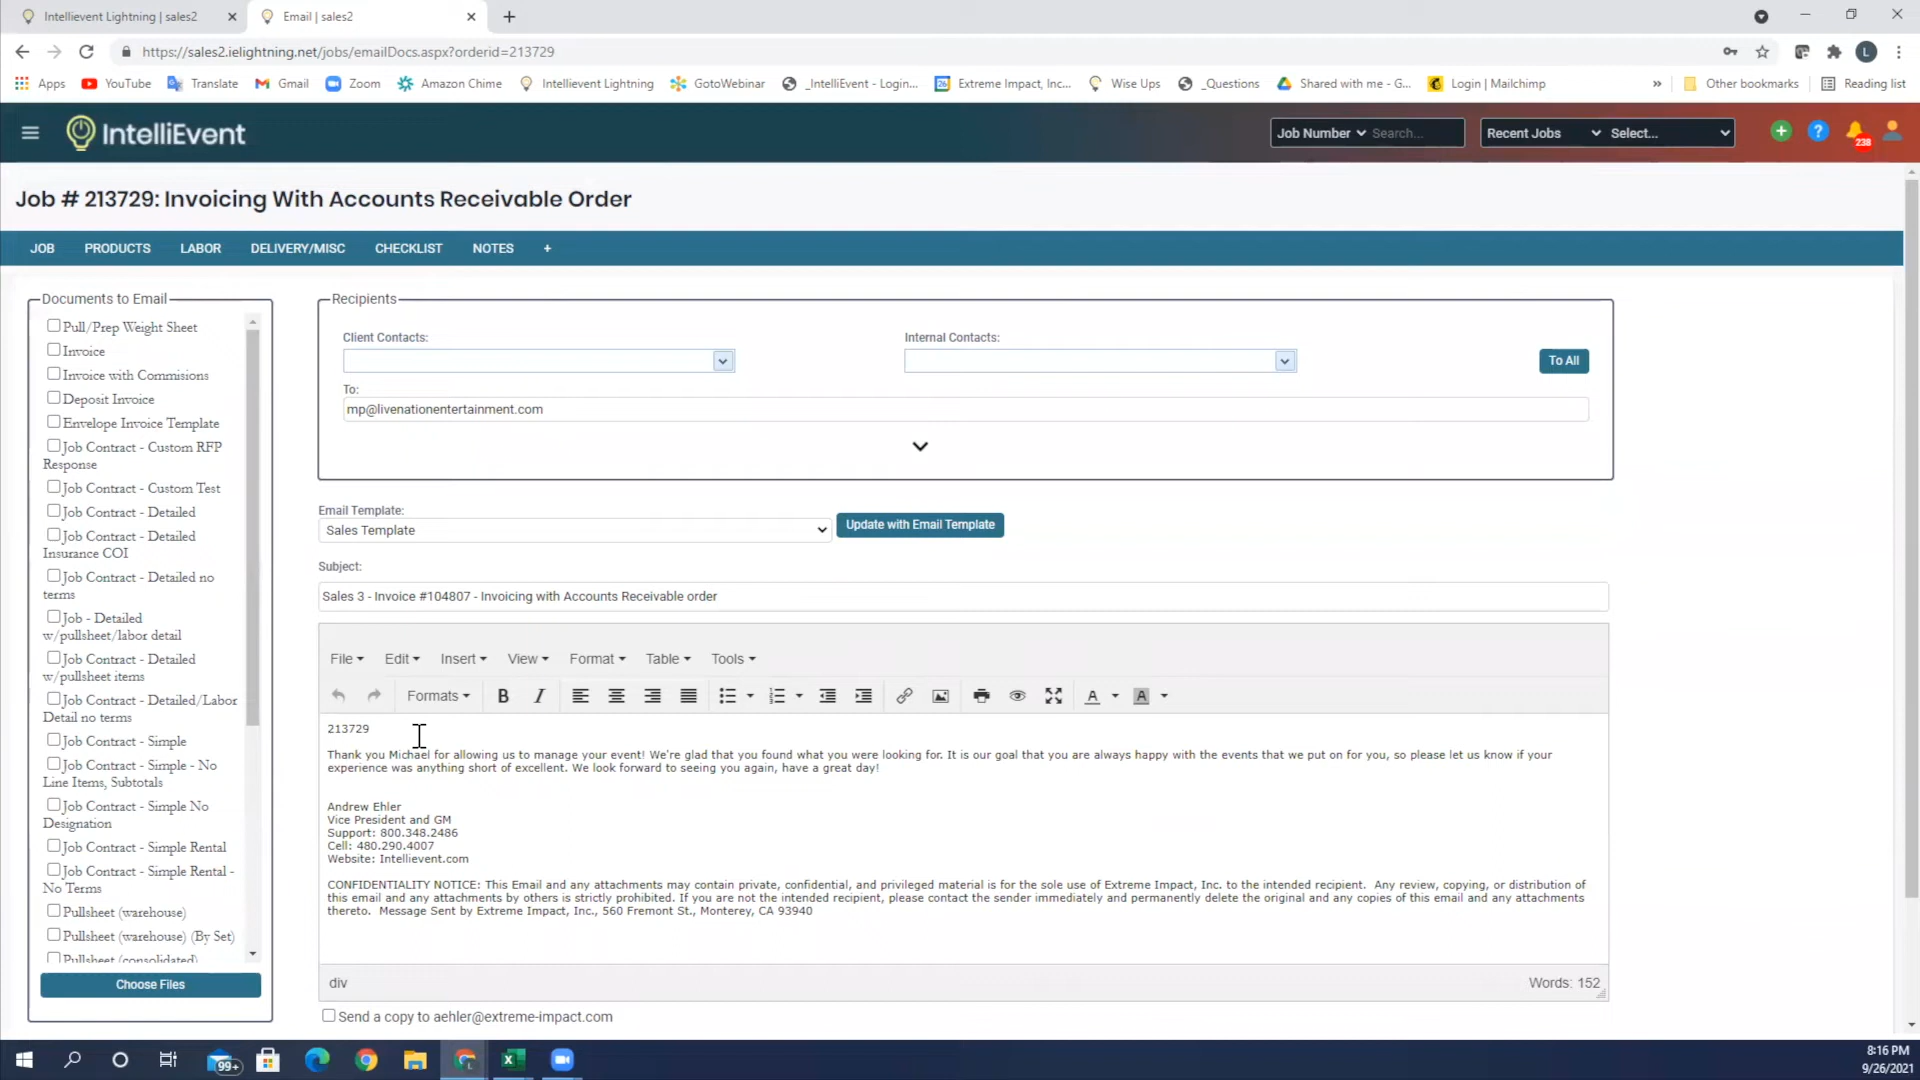 Intellievent Lightning | sales2
Email | sales2
https://sales2.ielightning.net/jobs/emailDocs.aspx?orderid=213729
L
Apps
YouTube
Translate
Gmail
Zoom
Amazon Chime
Intellievent Lightning
GotoWebinar
_IntelliEvent - Login...
Extreme Impact, Inc...
Wise Ups
_Questions
Shared with me - G...
Login | Mailchimp
»
Other bookmarks
Reading list
IntelliEvent
Job Number
Search...
Recent Jobs
Select...
238
Job # 213729: Invoicing With Accounts Receivable Order
JOB
PRODUCTS
LABOR
DELIVERY/MISC
CHECKLIST
NOTES
+
Documents to Email
Pull/Prep Weight Sheet
Invoice
Invoice with Commisions
Deposit Invoice
Envelope Invoice Template
Job Contract - Custom RFP
Response
Job Contract - Custom Test
Job Contract - Detailed
Job Contract - Detailed
Insurance COI
Job Contract - Detailed no
terms
Job - Detailed
w/pullsheet/labor detail
Job Contract - Detailed
w/pullsheet items
Job Contract - Detailed/Labor
Detail no terms
Job Contract - Simple
Job Contract - Simple - No
Line Items, Subtotals
Job Contract - Simple No
Designation
Job Contract - Simple Rental
Job Contract - Simple Rental -
No Terms
Pullsheet (warehouse)
Pullsheet (warehouse) (By Set)
Pullsheet (consolidated)
Choose Files
Recipients
Client Contacts:
Internal Contacts:
To All
To:
mp@livenationentertainment.com
Email Template:
Sales Template
Update with Email Template
Subject:
Sales 3 - Invoice #104807 - Invoicing with Accounts Receivable order
File
Edit
Insert
View
Format
Table
Tools
Formats
B
I
A
A
213729
Thank you Michael for allowing us to manage your event! We're glad that you found what you were looking for. It is our goal that you are always happy with the events that we put on for you, so please let us know if your
experience was anything short of excellent. We look forward to seeing you again, have a great day!
Andrew Ehler
Vice President and GM
Support: 800.348.2486
Cell: 480.290.4007
Website: Intellievent.com
CONFIDENTIALITY NOTICE: This Email and any attachments may contain private, confidential, and privileged material is for the sole use of Extreme Impact, Inc. to the intended recipient. Any review, copying, or distribution of
this email and any attachments by others is strictly prohibited. If you are not the intended recipient, please contact the sender immediately and permanently delete the original and any copies of this email and any attachments
thereto. Message Sent by Extreme Impact, Inc., 560 Fremont St., Monterey, CA 93940
div
Words: 152
Send a copy to aehler@extreme-impact.com
99+
8:16 PM
9/26/2021